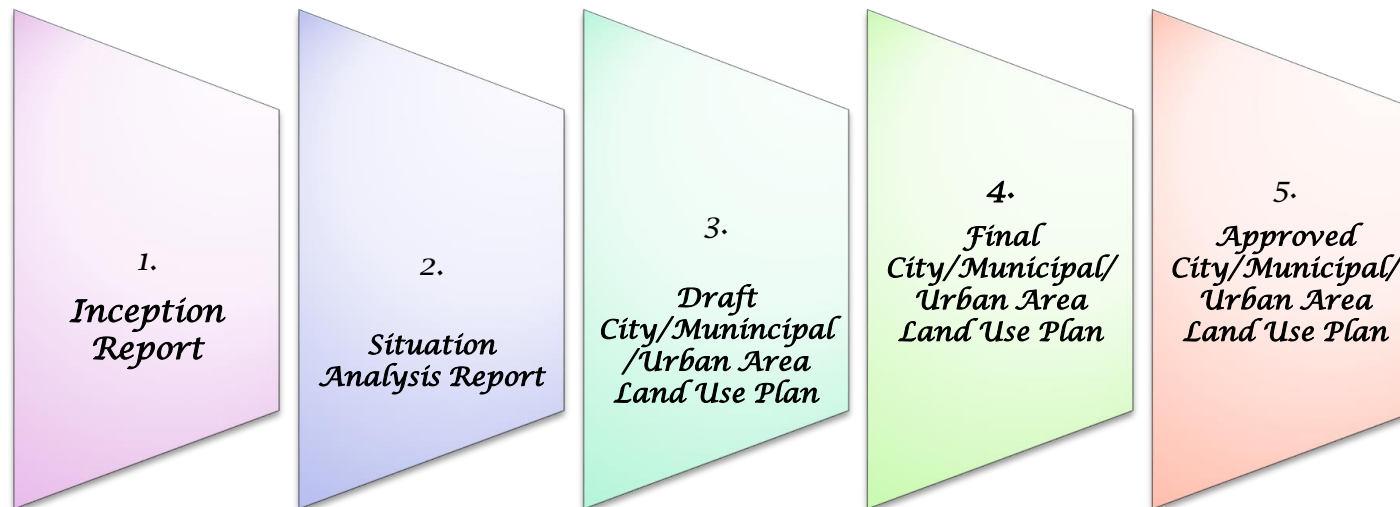 1.
Inception
Report
2.
Situation
Analysis Report
3.
Draft
City/Munincipal
/Urban Area
Land Use Plan
4.
Final
City/Municipal/
Urban Area
Land Use Plan
5.
Approved
City/Municipal/
Urban Area
Land Use Plan